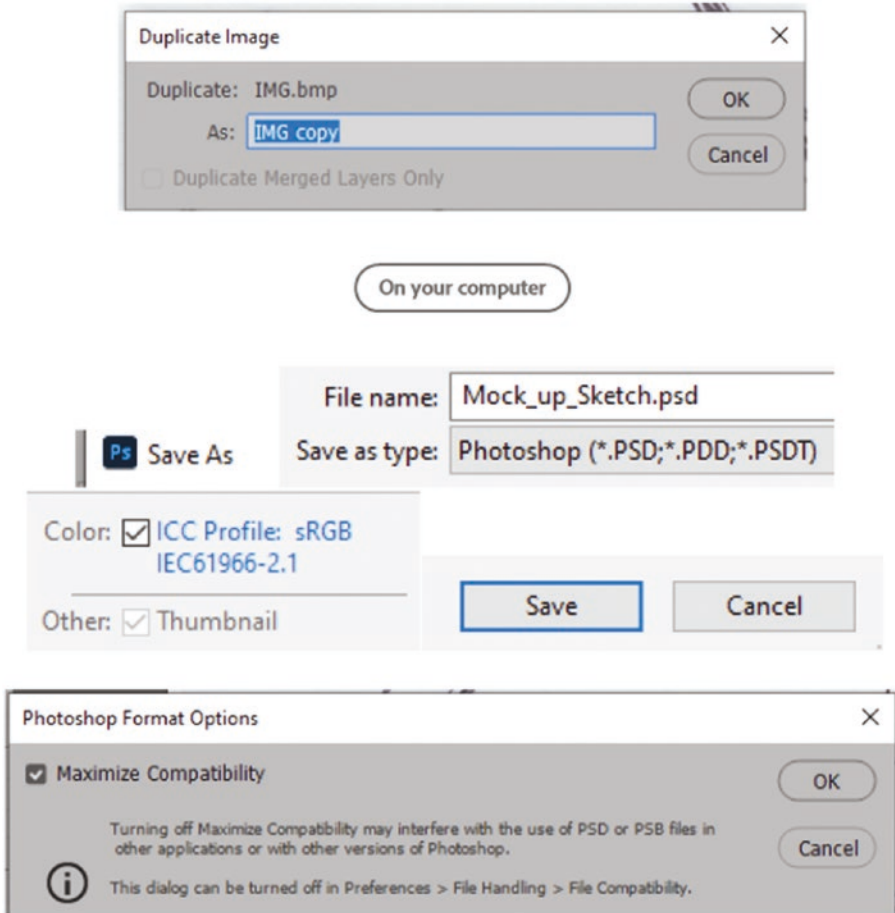 Duplicate Image
Duplicate: IMG.bmp
OK
As: IMG copy
Cancel
Duplicate Merged Layers Only
On your computer
File name: Mock_up_Sketch.psd
Ps Save As
Save as type: Photoshop (*.PSD;*.PDD;*.PSDT)
Color: ICC Profile: sRGB
IEC61966-2.1
Other: Thumbnail
Save
Cancel
Photoshop Format Options
Maximize Compatibility
OK
Turning off Maximize Compatibility may interfere with the use of PSD or PSB files in
other applications or with other versions of Photoshop.
Cancel
This dialog can be turned off in Preferences > File Handling > File Compatibility.